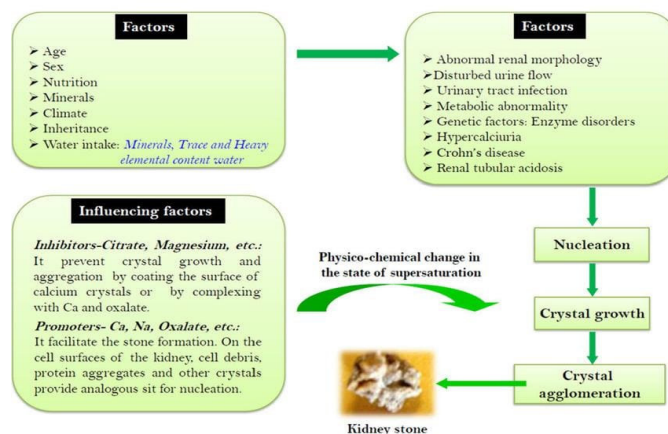 Factors
➤ Age
➤ Sex
➤ Nutrition
➤ Minerals
➤ Climate
➤ Inheritance
➤ Water intake: Minerals, Trace and Heavy
elemental content water
Factors
➤ Abnormal renal morphology
➤Disturbed urine flow
➤ Urinary tract infection
➤ Metabolic abnormality
➤ Genetic factors: Enzyme disorders
➤ Hypercalciuria
➤ Crohn's disease
➤ Renal tubular acidosis
Influencing factors
Inhibitors-Citrate, Magnesium, etc.:
It prevent crystal growth and
aggregation by coating the surface of
calcium crystals or by complexing
with Ca and oxalate.
Promoters- Ca, Na, Oxalate, etc.:
It facilitate the stone formation. On the
cell surfaces of the kidney, cell debris,
protein aggregates and other crystals
provide analogous sit for nucleation.
Physico-chemical change in
the state of supersaturation
Nucleation
Crystal growth
Crystal
agglomeration
Kidney stone